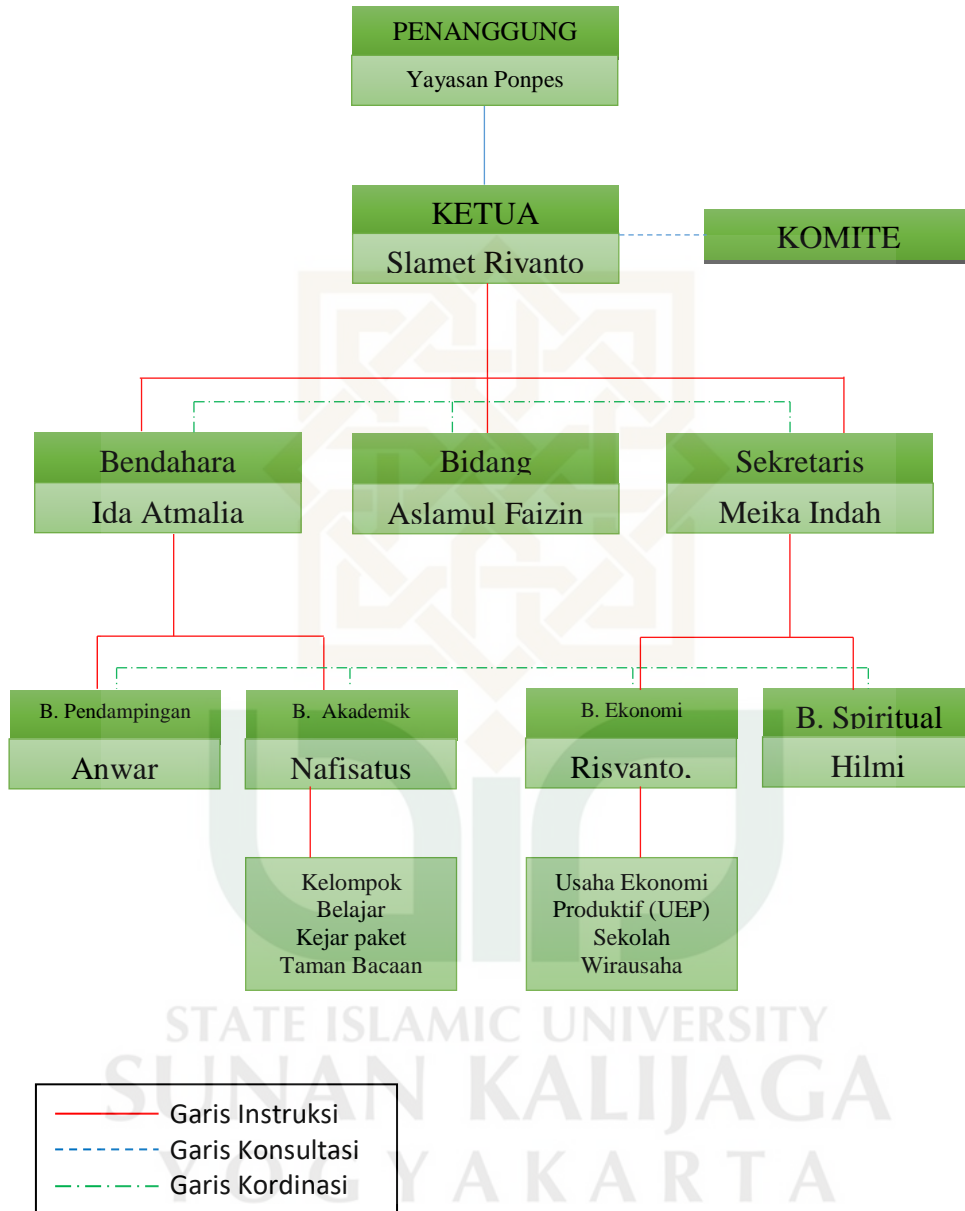 PENANGGUNG
Yayasan Ponpes
KETUA
Slamet Rivanto
KOMITE
Bendahara
Ida Atmalia
Bidang
Aslamul Faizin
Sekretaris
Meika Indah
B. Pendampingan
Anwar
B. Akademik
Nafisatus
B. Ekonomi
Risvanto.
B. Spiritual
Hilmi
Kelompok
Belajar
Kejar paket
Taman Bacaan
Usaha Ekonomi
Produktif (UEP)
Sekolah
Wirausaha
STATE ISLAMIC UNIVERSITY
SUNAN KALIJAGA
YOGYAKARTA
Garis Instruksi
Garis Konsultasi
Garis Kordinasi